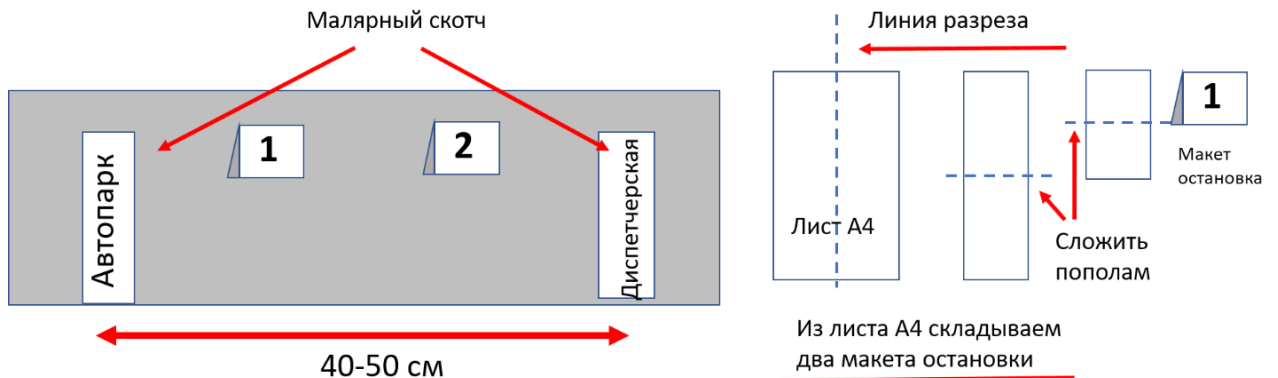 Малярный скотч
Автопарк
1
2
Диспетчерская
40-50 см
Линия разреза
Лист А4
1
Макет
остановка
Сложить
пополам
Из листа А4 складываем
два макета остановки